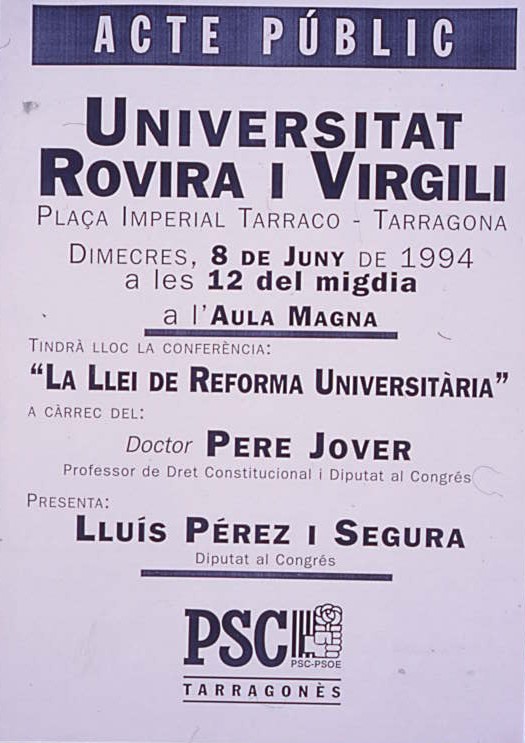 ACTE PÚBLIC
UNIVERSITAT
ROVIRA I VIRGILI
PLAÇA IMPERIAL TARRACO - TARRAGONA
DIMECRES, 8 DE JUNY DE 1994
a les 12 del migdia
a l'AULA MAGNA
TINDRÀ LLOC LA CONFERÈNCIA:
"LA LLEI DE REFORMA UNIVERSITÀRIA"
A CÀRREC DEL:
Doctor PERE JOVER
Professor de Dret Constitucional i Diputat al Congrés
PRESENTA:
LLUÍS PÉREZ I SEGURA
Diputat al Congrés
PSC
PSC-PSOE
TARRAGONÈS